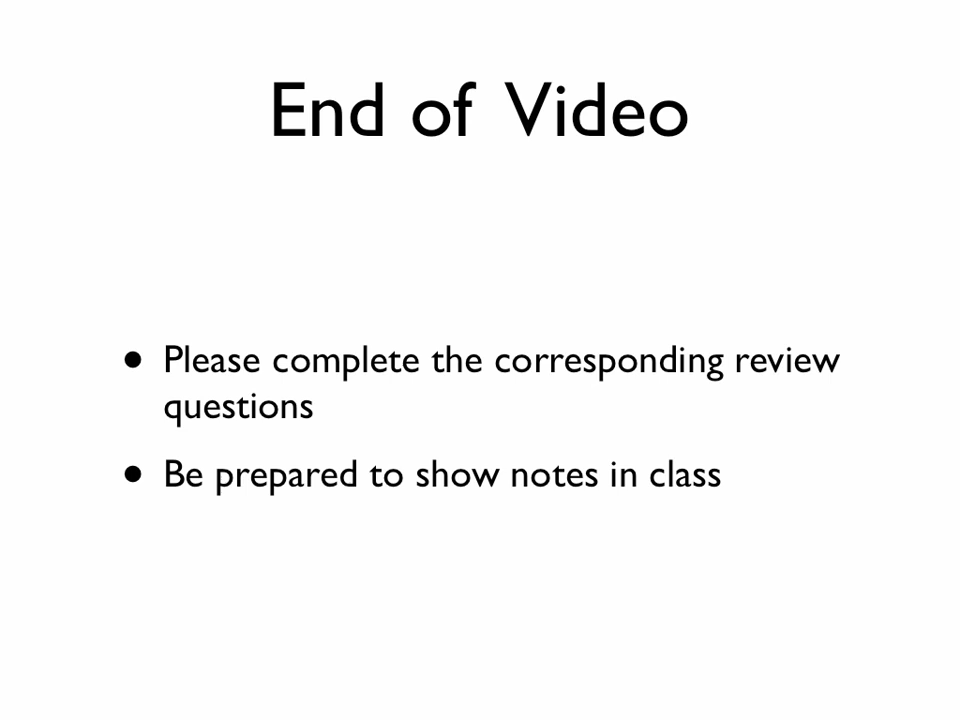 End of Video
• Please complete the corresponding review
questions
• Be prepared to show notes in class